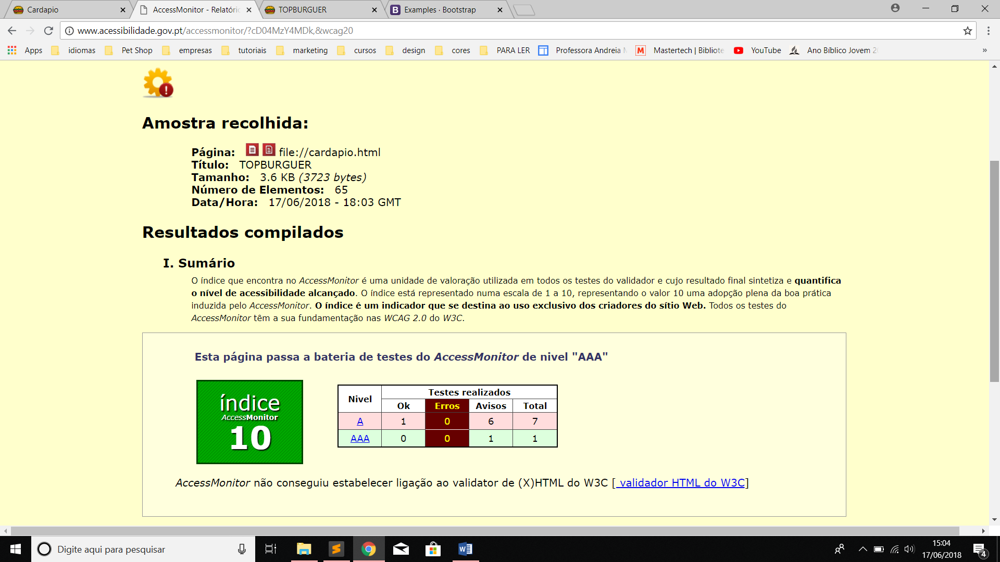 Cardapio
AccessMonitor - Relatóri
TOPBURGUER
Examples · Bootstrap
www.acessibilidade.gov.pt/accessmonitor/?cD04MzY4MDk,&wcag20
Apps idiomas Pet Shop empresas tutoriais marketing cursos design cores PARA LER Professora Andreia Mastertech | Bibliote YouTube Ano Bíblico Jovem 2 »
Amostra recolhida:
Página: file://cardapio.html
Título: TOPBURGUER
Tamanho: 3.6 KB (3723 bytes)
Número de Elementos: 65
Data/Hora: 17/06/2018 - 18:03 GMT
Resultados compilados
I. Sumário
O índice que encontra no AccessMonitor é uma unidade de valoração utilizada em todos os testes do validador e cujo resultado final sintetiza e quantifica
o nível de acessibilidade alcançado. O índice está representado numa escala de 1 a 10, representando o valor 10 uma adopção plena da boa prática
induzida pelo AccessMonitor. O índice é um indicador que se destina ao uso exclusivo dos criadores do sítio Web. Todos os testes do
AccessMonitor têm a sua fundamentação nas WCAG 2.0 do W3C.
Esta página passa a bateria de testes do AccessMonitor de nivel "AAA"
índice
AccessMonitor
10
Nivel Testes realizados
Ok Erros Avisos Total
A 1 0 6 7
AAA 0 0 1 1
AccessMonitor não conseguiu estabelecer ligação ao validator de (X)HTML do W3C [ validador HTML do W3C]
Digite aqui para pesquisar
15:04
17/06/2018
4